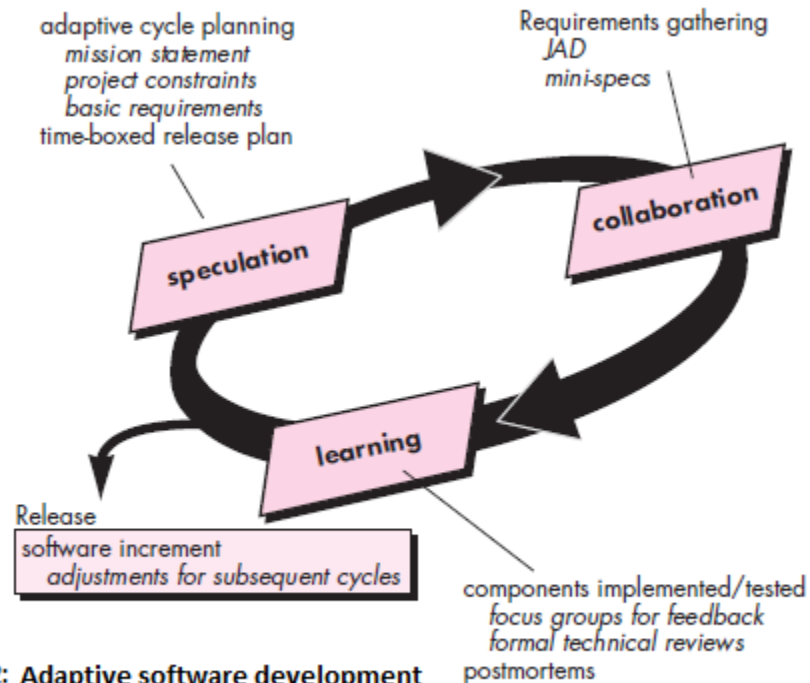 adaptive cycle planning
mission statement
project constraints
basic requirements
time-boxed release plan
Requirements gathering
JAD
mini-specs
speculation
collaboration
learning
Release
software increment
adjustments for subsequent cycles
components implemented/tested
focus groups for feedback
formal technical reviews
postmortems
: Adaptive software development